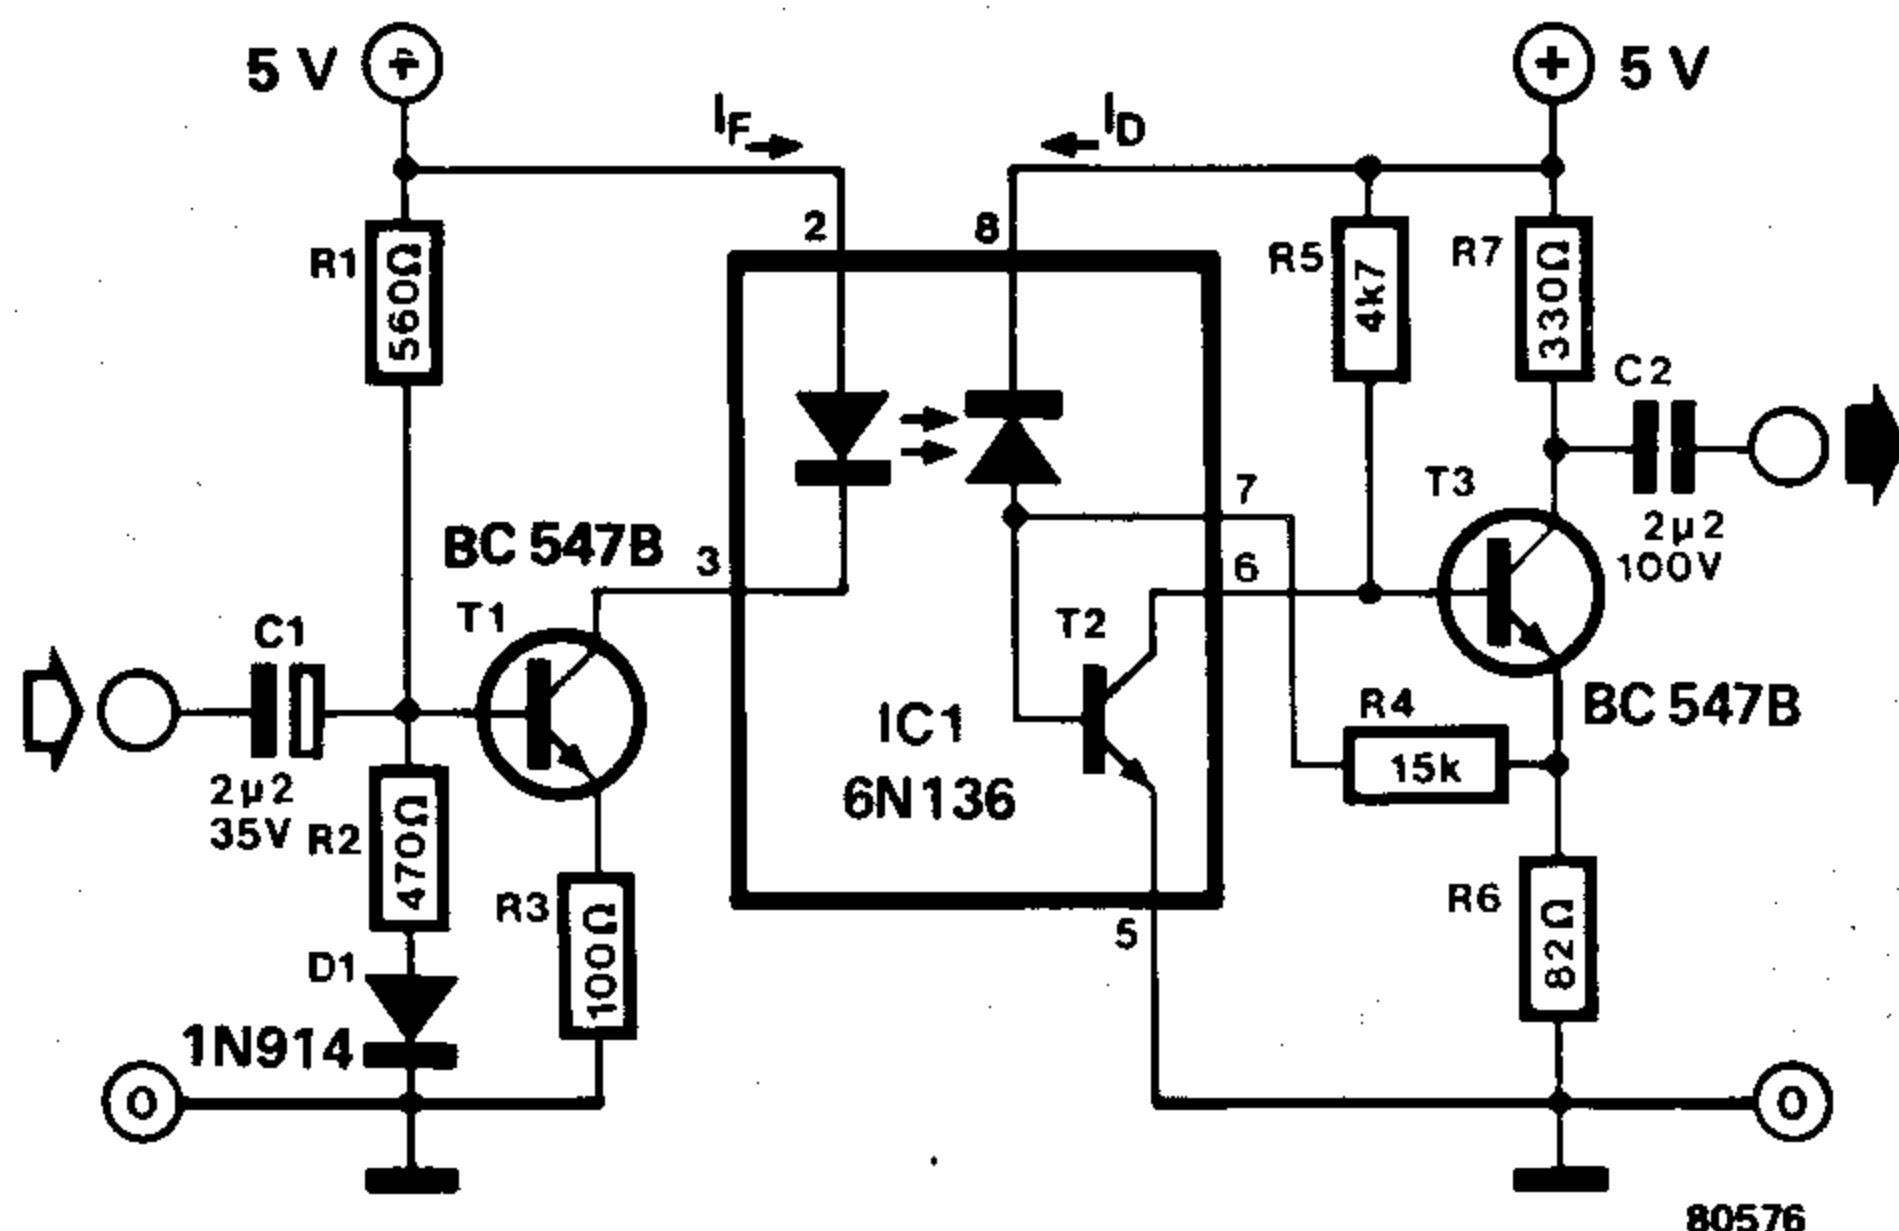 5 V
+
+
5 V
IF
ID
2
8
R1
560Ω
R5
4k7
R7
330Ω
C2
2µ2
100V
7
T3
BC 547B
T1
3
6
C1
2µ2
35V
T2
IC1
6N136
R4
15k
BC 547B
R2
470Ω
R3
100Ω
5
R6
82Ω
D1
1N914
0
0
80576